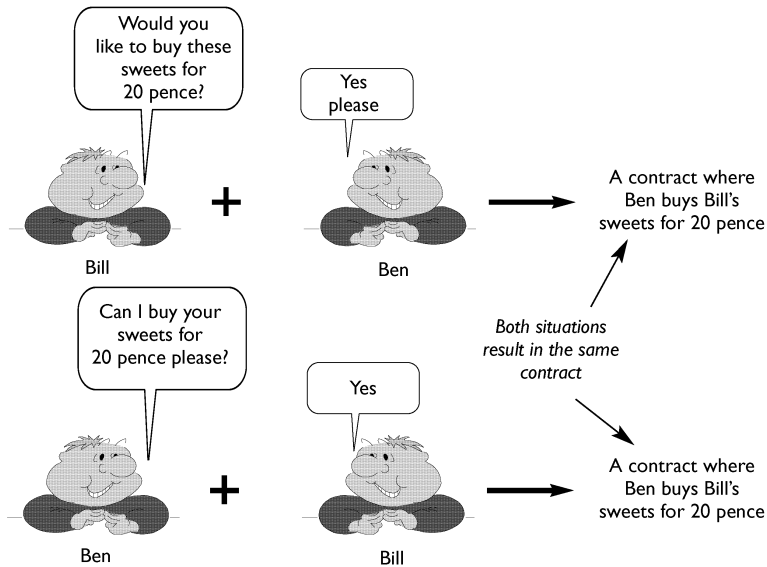 Would you
like to buy these
sweets for
20 pence?
Yes
please
A contract where
Ben buys Bill's
sweets for 20 pence
Bill
Ben
Can I buy your
sweets for
20 pence please?
Both situations
result in the same
contract
Yes
A contract where
Ben buys Bill's
sweets for 20 pence
Ben
Bill